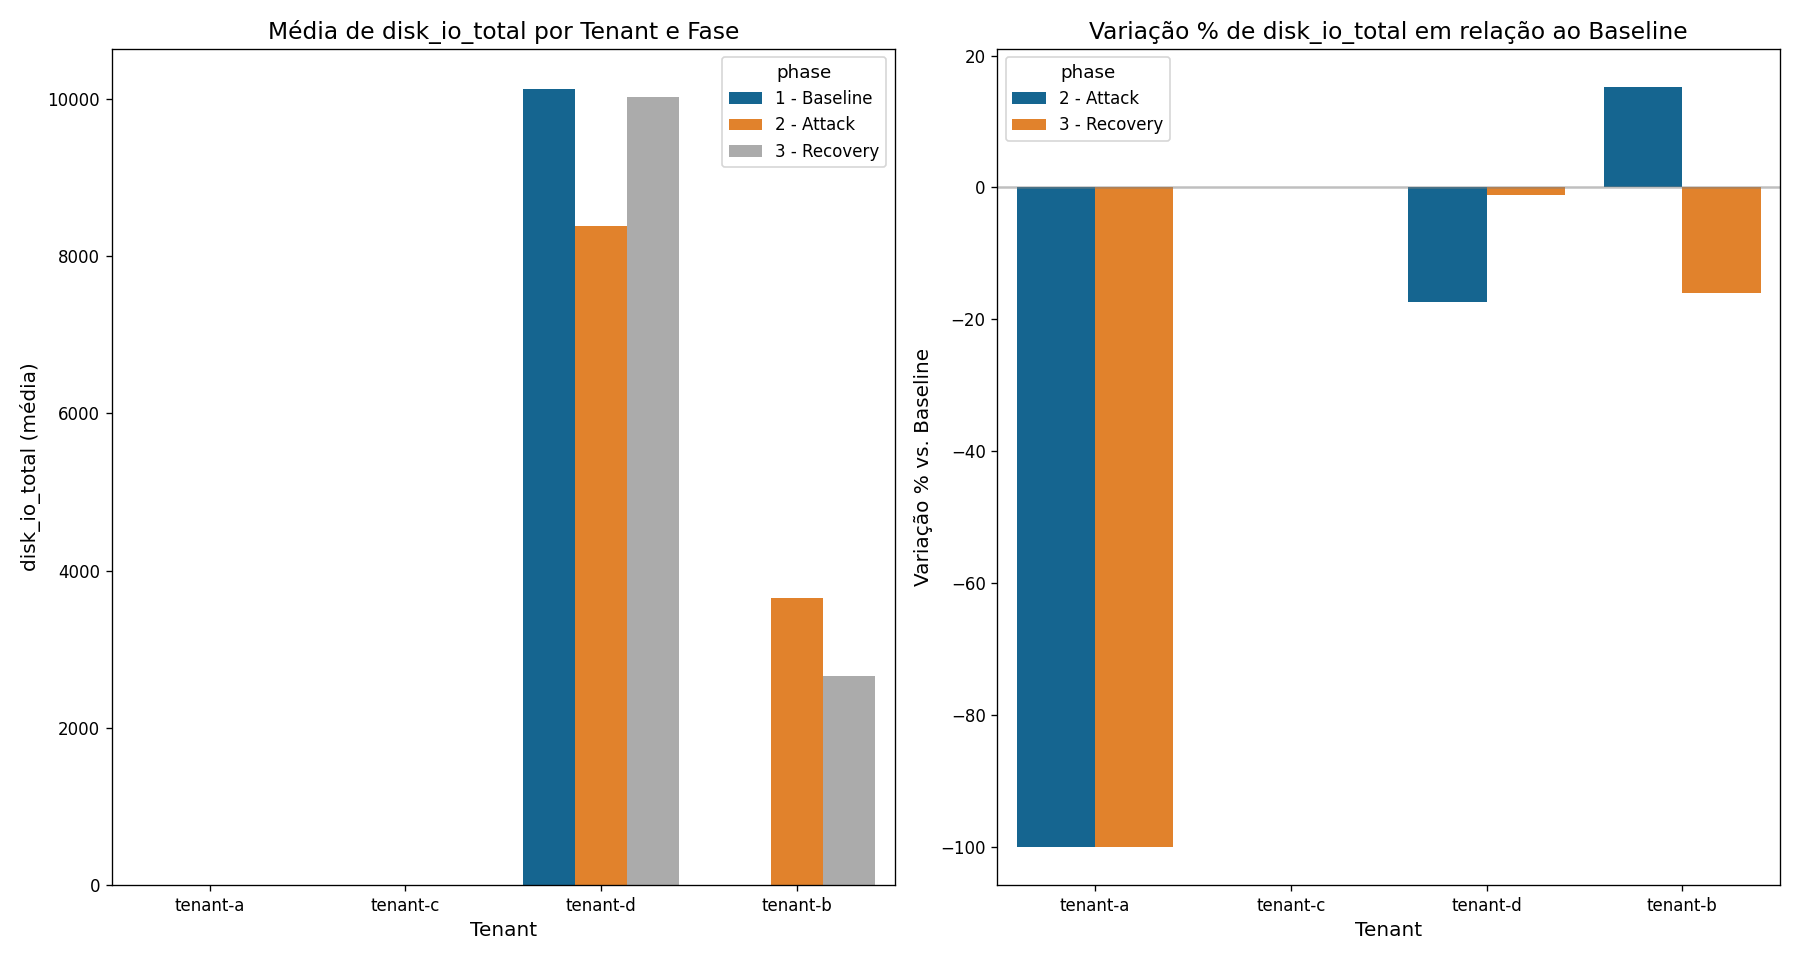 Média de disk_io_total por Tenant e Fase
disk_io_total (média)
10000
8000
6000
4000
2000
0
phase
1 - Baseline
2 - Attack
3 - Recovery
tenant-a
tenant-c
tenant-d
tenant-b
Tenant
Variação % de disk_io_total em relação ao Baseline
Variação % vs. Baseline
20
0
−20
−40
−60
−80
−100
phase
2 - Attack
3 - Recovery
tenant-a
tenant-c
tenant-d
tenant-b
Tenant